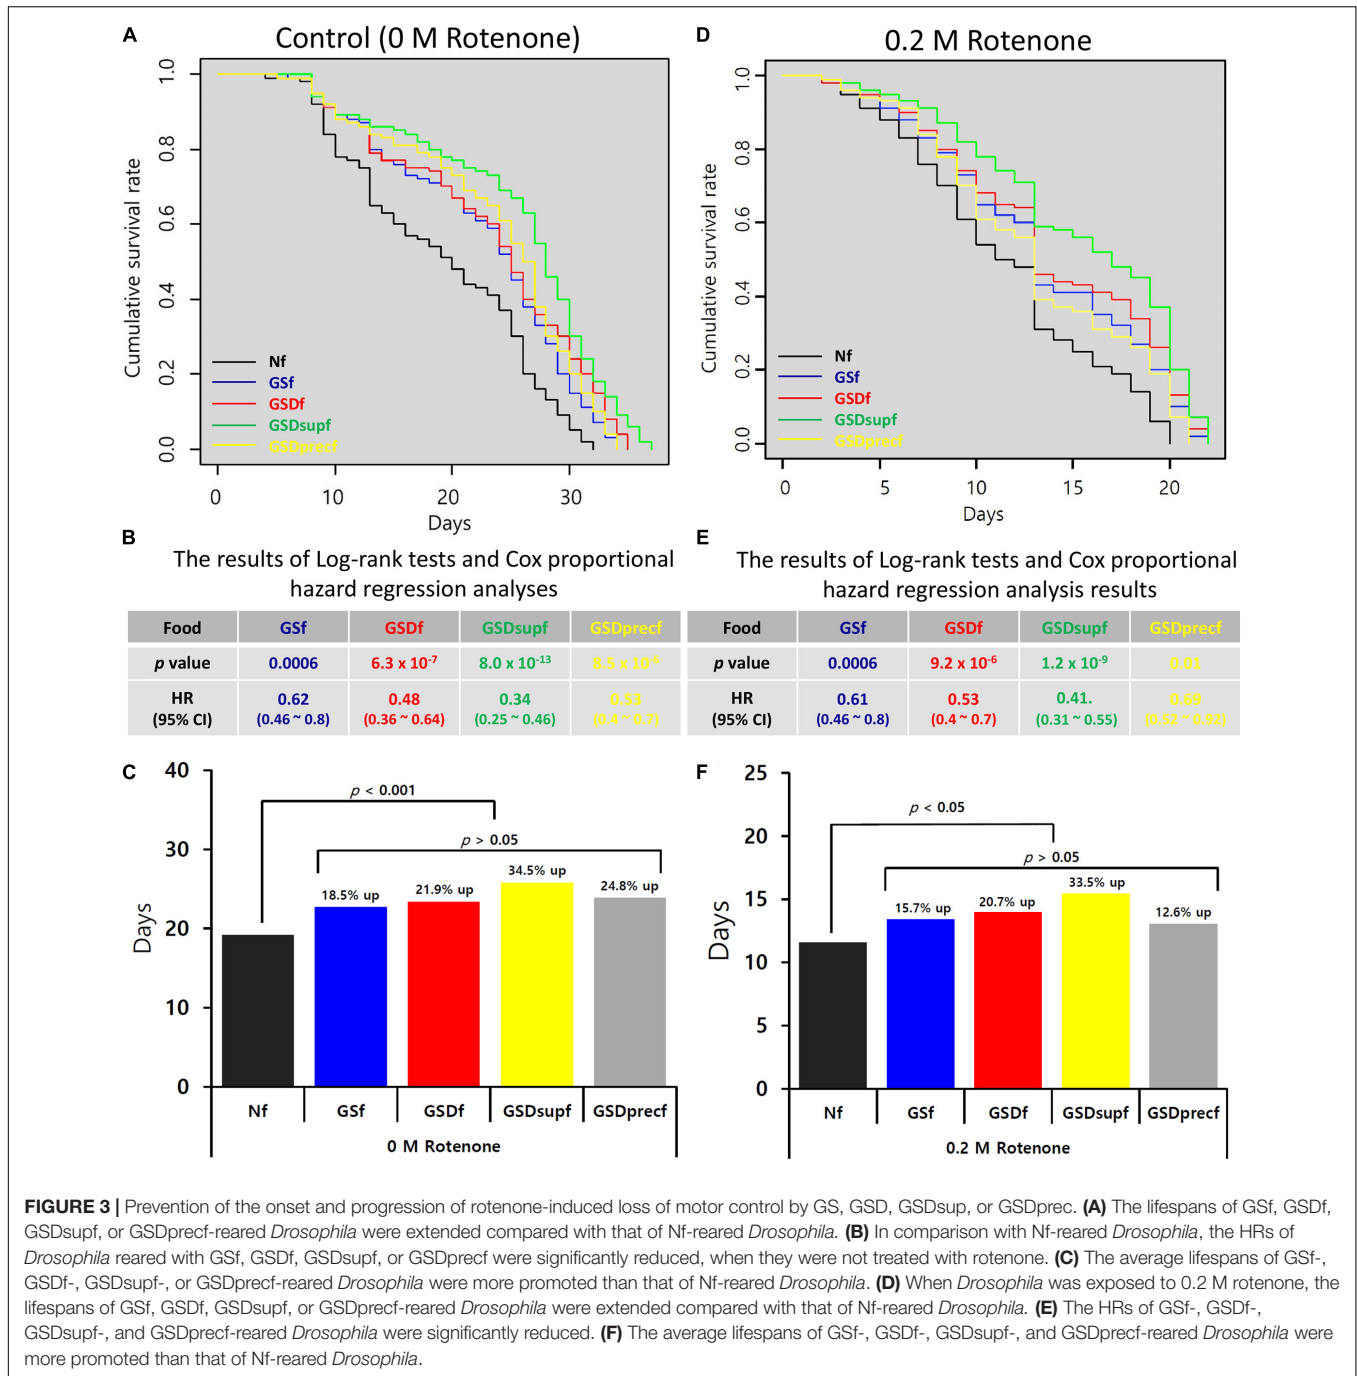 A
Control (0 M Rotenone)
Cumulative survival rate
1.0
0.8
0.6
0.4
0.2
0.0
Nf
GSf
GSDf
GSDsupf
GSDprecf
0 10 20 30
Days
D
0.2 M Rotenone
Cumulative survival rate
1.0
0.8
0.6
0.4
0.2
0.0
Nf
GSf
GSDf
GSDsupf
GSDprecf
0 5 10 15 20
Days
B
The results of Log-rank tests and Cox proportional
hazard regression analyses
Food GSf GSDf GSDsupf GSDprecf
p value 0.0006 6.3 x 10-7 8.0 x 10-13
HR 0.62 0.48 0.34 0.53
(95% CI) (0.46 ~ 0.8) (0.36 ~ 0.64) (0.25 ~ 0.46) (0.4 ~ 0.7)
E
The results of Log-rank tests and Cox proportional
hazard regression analysis results
Food GSf GSDf GSDsupf GSDprecf
p value 0.0006 9.2 x 10-6 1.2 x 10-9 0.01
HR 0.61 0.53 0.41. 0.69
(95% CI) (0.46 ~ 0.8) (0.4 ~ 0.7) (0.31 ~ 0.55) (0.52 ~ 0.92)
C
Days
40
30
20
10
0
p < 0.001
p > 0.05
18.5% up 21.9% up 34.5% up 24.8% up
Nf GSf GSDf GSDsupf GSDprecf
0 M Rotenone
F
Days
25
20
15
10
5
0
p < 0.05
p > 0.05
15.7% up 20.7% up 33.5% up 12.6% up
Nf GSf GSDf GSDsupf GSDprecf
0.2 M Rotenone
FIGURE 3 | Prevention of the onset and progression of rotenone-induced loss of motor control by GS, GSD, GSDsup, or GSDprec. (A) The lifespans of GSf, GSDf,
GSDsupf, or GSDprecf-reared Drosophila were extended compared with that of Nf-reared Drosophila. (B) In comparison with Nf-reared Drosophila, the HRs of
Drosophila reared with GSf, GSDf, GSDsupf, or GSDprecf were significantly reduced, when they were not treated with rotenone. (C) The average lifespans of GSf-,
GSDf-, GSDsupf-, or GSDprecf-reared Drosophila were more promoted than that of Nf-reared Drosophila. (D) When Drosophila was exposed to 0.2 M rotenone, the
lifespans of GSf, GSDf, GSDsupf, or GSDprecf-reared Drosophila were extended compared with that of Nf-reared Drosophila. (E) The HRs of GSf-, GSDf-,
GSDsupf-, and GSDprecf-reared Drosophila were significantly reduced. (F) The average lifespans of GSf-, GSDf-, GSDsupf-, and GSDprecf-reared Drosophila were
more promoted than that of Nf-reared Drosophila.